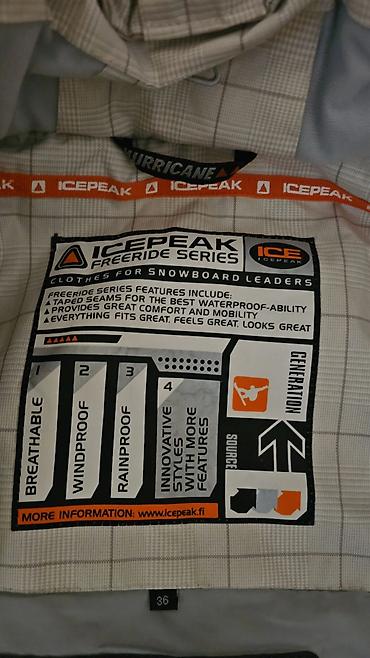 HURRICANE
K ICEPEAK ICEPEAK ICEPEAK
ICEPEAK
FREERIDE SERIES
ICE
ICEPEAK
CLOTHES FOR SNOWBOARD LEADERS
FREERIDE SERIES FEATURES INCLUDE:
TAPED SEAMS FOR THE BEST WATERPROOF-ABILITY
PROVIDES GREAT COMFORT AND MOBILITY
EVERYTHING FITS GREAT, FEELS GREAT, LOOKS GREAT
1
BREATHABLE
2
WINDPROOF
3
RAINPROOF
4
INNOVATIVE
STYLES
WITH MORE
FEATURES
GENERATION
SOURCE
MORE INFORMATION: www.icepeak.fi
36